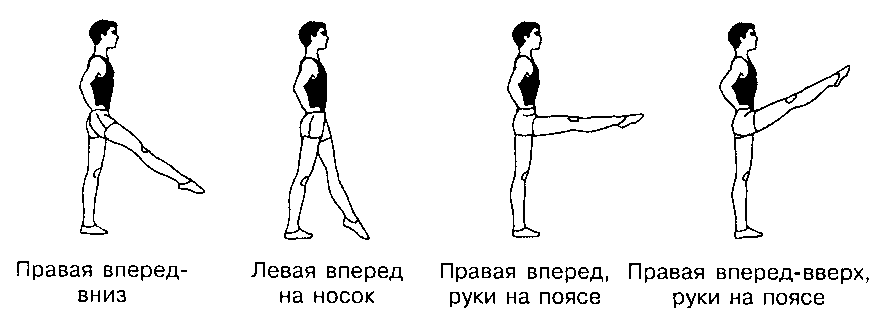 Правая вперед-
вниз
Левая вперед
на носок
Правая вперед,
руки на поясе
Правая вперед-вверх,
руки на поясе